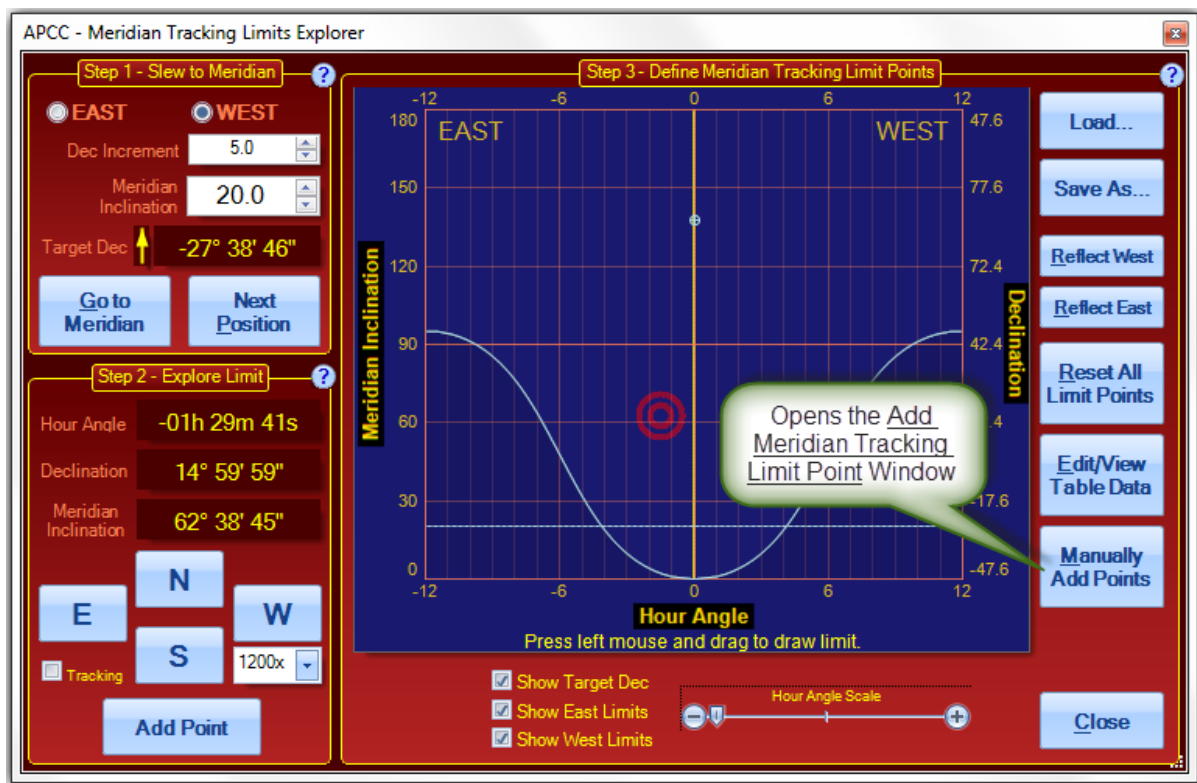 APCC - Meridian Tracking Limits Explorer
Step 1 - Slew to Meridian
?
EAST
WEST
Dec Increment
5.0
Meridian
Inclination
20.0
Target Dec
-27° 38' 46"
Go to
Meridian
Next
Position
Step 2 - Explore Limit
?
Hour Angle
-01h 29m 41s
Declination
14° 59' 59"
Meridian
Inclination
62° 38' 45"
N
E
W
S
Tracking
1200x
Add Point
Step 3 - Define Meridian Tracking Limit Points
?
-12 -6 0 6 12
EAST
WEST
180
150
120
90
60
30
0
Meridian Inclination
47.6
77.6
72.4
42.4
.4
-17.6
-47.6
Declination
-12 -6 0 6 12
Hour Angle
Press left mouse and drag to draw limit.
Opens the Add
Meridian Tracking
Limit Point Window
Show Target Dec
Show East Limits
Show West Limits
Hour Angle Scale
Load...
Save As...
Reflect West
Reflect East
Reset All
Limit Points
Edit/View
Table Data
Manually
Add Points
Close